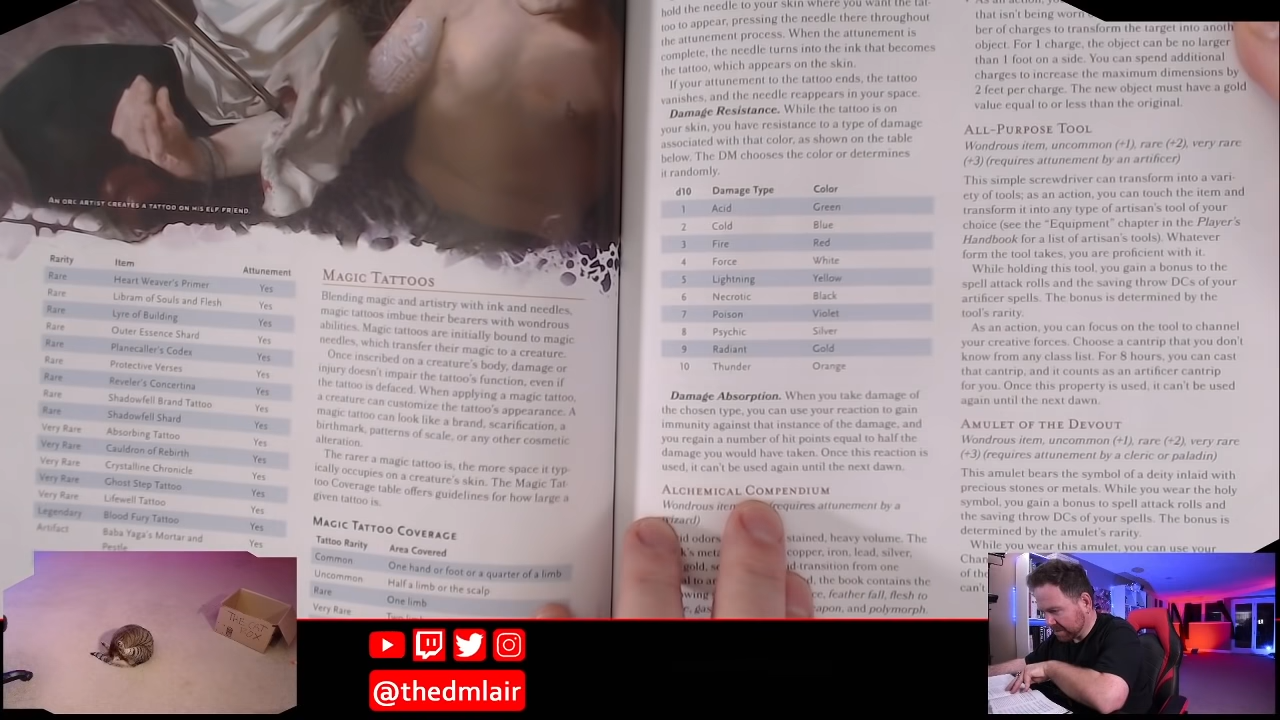 AN ORC ARTIST CREATES A TATTOO ON HIS ELF FRIEND.
Rarity Item Attunement
Rare Heart Weaver's Primer Yes
Rare Libram of Souls and Flesh Yes
Rare Lyre of Building Yes
Rare Outer Essence Shard Yes
Rare Planecaller's Codex Yes
Rare Protective Verses Yes
Rare Reveler's Concertina Yes
Rare Shadowfell Brand Tattoo Yes
Rare Shadowfell Shard Yes
Very Rare Absorbing Tattoo Yes
Very Rare Cauldron of Rebirth Yes
Very Rare Crystalline Chronicle Yes
Very Rare Ghost Step Tattoo Yes
Very Rare Lifewell Tattoo Yes
Legendary Blood Fury Tattoo Yes
Artifact Baba Yaga's Mortar and Yes
Pestle
MAGIC TATTOOS
Blending magic and artistry with ink and needles,
magic tattoos imbue their bearers with wondrous
abilities. Magic tattoos are initially bound to magic
needles, which transfer their magic to a creature.
Once inscribed on a creature's body, damage or
injury doesn't impair the tattoo's function, even if
the tattoo is defaced. When applying a magic tattoo,
a creature can customize the tattoo's appearance. A
magic tattoo can look like a brand, scarification, a
birthmark, patterns of scale, or any other cosmetic
alteration.
The rarer a magic tattoo is, the more space it typ-
ically occupies on a creature's skin. The Magic Tat-
too Coverage table offers guidelines for how large a
given tattoo is.
MAGIC TATTOO COVERAGE
Tattoo Rarity Area Covered
Common One hand or foot or a quarter of a limb
Uncommon Half a limb or the scalp
Rare One limb
Very Rare
hold the needle to your skin where you want the tat-
too to appear, pressing the needle there throughout
the attunement process. When the attunement is
complete, the needle turns into the ink that becomes
the tattoo, which appears on the skin.
If your attunement to the tattoo ends, the tattoo
vanishes, and the needle reappears in your space.
Damage Resistance. While the tattoo is on
your skin, you have resistance to a type of damage
associated with that color, as shown on the table
below. The DM chooses the color or determines
it randomly.
d10 Damage Type Color
1 Acid Green
2 Cold Blue
3 Fire Red
4 Force White
5 Lightning Yellow
6 Necrotic Black
7 Poison Violet
8 Psychic Silver
9 Radiant Gold
10 Thunder Orange
Damage Absorption. When you take damage of
the chosen type, you can use your reaction to gain
immunity against that instance of the damage, and
you regain a number of hit points equal to half the
damage you would have taken. Once this reaction is
used, it can't be used again until the next dawn.
ALCHEMICAL COMPENDIUM
Wondrous item requires attunement by a
wizard)
odors stained, heavy volume. The
copper, iron, lead, silver,
transition from one
the book contains the
feather fall, flesh to
and polymorph.
As an action, you
that isn't being worn
ber of charges to transform the target into another
object. For 1 charge, the object can be no larger
than 1 foot on a side. You can spend additional
charges to increase the maximum dimensions by
2 feet per charge. The new object must have a gold
value equal to or less than the original.
ALL-PURPOSE TOOL
Wondrous item, uncommon (+1), rare (+2), very rare
(+3) (requires attunement by an artificer)
This simple screwdriver can transform into a vari-
ety of tools; as an action, you can touch the item and
transform it into any type of artisan's tool of your
choice (see the "Equipment" chapter in the Player's
Handbook for a list of artisan's tools). Whatever
form the tool takes, you are proficient with it.
While holding this tool, you gain a bonus to the
spell attack rolls and the saving throw DCs of your
artificer spells. The bonus is determined by the
tool's rarity.
As an action, you can focus on the tool to channel
your creative forces. Choose a cantrip that you don't
know from any class list. For 8 hours, you can cast
that cantrip, and it counts as an artificer cantrip
for you. Once this property is used, it can't be used
again until the next dawn.
AMULET OF THE DEVOUT
Wondrous item, uncommon (+1), rare (+2), very rare
(+3) (requires attunement by a cleric or paladin)
This amulet bears the symbol of a deity inlaid with
precious stones or metals. While you wear the holy
symbol, you gain a bonus to spell attack rolls and
the saving throw DCs of your spells. The bonus is
determined by the amulet's rarity.
While you wear this amulet, you can use your
THE CAT
BOX
@thedmlair